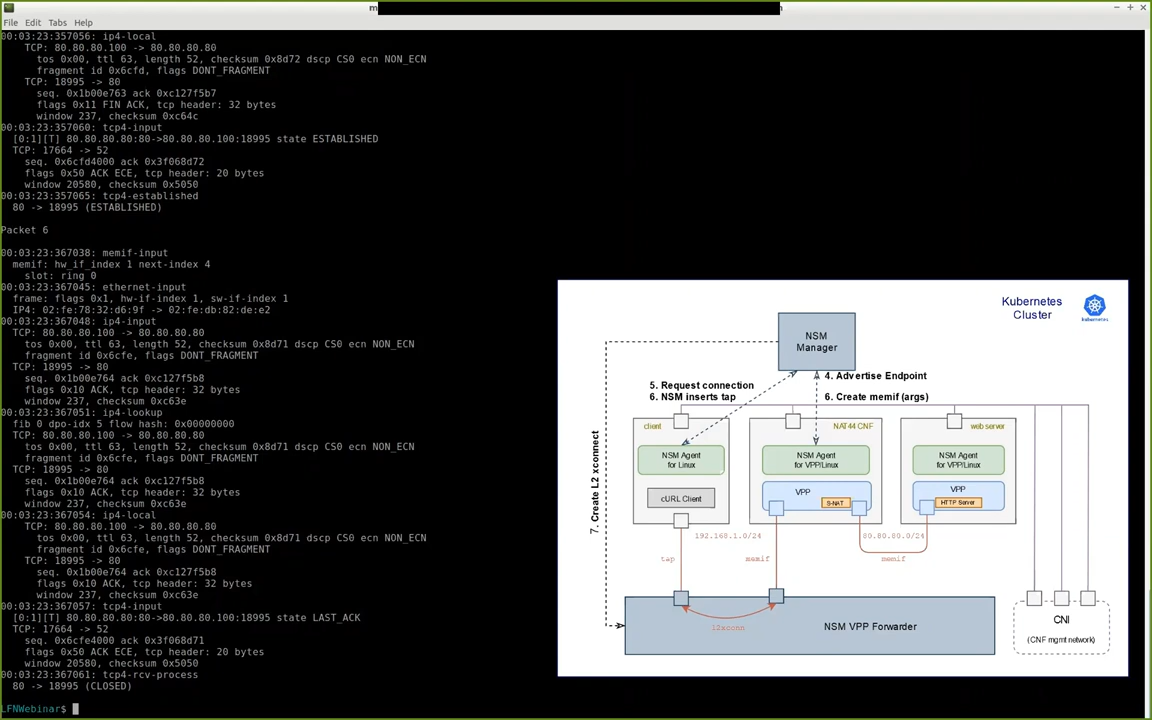 m
File Edit Tabs Help
00:03:23:357056: ip4-local
TCP: 80.80.80.100 -> 80.80.80.80
tos 0x00, ttl 63, length 52, checksum 0x8d72 dscp CS0 ecn NON_ECN
fragment id 0x6cfd, flags DONT_FRAGMENT
TCP: 18995 -> 80
seq. 0x1b00e763 ack 0xc127f5b7
flags 0x11 FIN ACK, tcp header: 32 bytes
window 237, checksum 0xc64c
00:03:23:357060: tcp4-input
[0:1][T] 80.80.80.80:80->80.80.80.100:18995 state ESTABLISHED
TCP: 17664 -> 52
seq. 0x6cfd4000 ack 0x3f068d72
flags 0x50 ACK ECE, tcp header: 20 bytes
window 20580, checksum 0x5050
00:03:23:357065: tcp4-established
80 -> 18995 (ESTABLISHED)
Packet 6
00:03:23:367038: memif-input
memif: hw_if_index 1 next-index 4
slot: ring 0
00:03:23:367045: ethernet-input
frame: flags 0x1, hw-if-index 1, sw-if-index 1
IP4: 02:fe:78:32:d6:9f -> 02:fe:db:82:de:e2
00:03:23:367048: ip4-input
TCP: 80.80.80.100 -> 80.80.80.80
tos 0x00, ttl 63, length 52, checksum 0x8d71 dscp CS0 ecn NON_ECN
fragment id 0x6cfe, flags DONT_FRAGMENT
TCP: 18995 -> 80
seq. 0x1b00e764 ack 0xc127f5b8
flags 0x10 ACK, tcp header: 32 bytes
window 237, checksum 0xc63e
00:03:23:367051: ip4-lookup
fib 0 dpo-idx 5 flow hash: 0x00000000
TCP: 80.80.80.100 -> 80.80.80.80
tos 0x00, ttl 63, length 52, checksum 0x8d71 dscp CS0 ecn NON_ECN
fragment id 0x6cfe, flags DONT_FRAGMENT
TCP: 18995 -> 80
seq. 0x1b00e764 ack 0xc127f5b8
flags 0x10 ACK, tcp header: 32 bytes
window 237, checksum 0xc63e
00:03:23:367054: ip4-local
TCP: 80.80.80.100 -> 80.80.80.80
tos 0x00, ttl 63, length 52, checksum 0x8d71 dscp CS0 ecn NON_ECN
fragment id 0x6cfe, flags DONT_FRAGMENT
TCP: 18995 -> 80
seq. 0x1b00e764 ack 0xc127f5b8
flags 0x10 ACK, tcp header: 32 bytes
window 237, checksum 0xc63e
00:03:23:367057: tcp4-input
[0:1][T] 80.80.80.80:80->80.80.80.100:18995 state LAST_ACK
TCP: 17664 -> 52
seq. 0x6cfe4000 ack 0x3f068d71
flags 0x50 ACK ECE, tcp header: 20 bytes
window 20580, checksum 0x5050
00:03:23:367061: tcp4-rcv-process
80 -> 18995 (CLOSED)
LFNWebinar$
Kubernetes
Cluster
kubernetes
NSM
Manager
4. Advertise Endpoint
5. Request connection
6. NSM inserts tap
6. Create memif (args)
7. Create L2 xconnect
client
NAT44 CNF
web server
NSM Agent
for Linux
NSM Agent
for VPP/Linux
NSM Agent
for VPP/Linux
cURL Client
VPP
S-NAT
VPP
HTTP Server
192.168.1.0/24
80.80.80.0/24
tap
memif
memif
l2xconn
NSM VPP Forwarder
CNI
(CNF mgmt network)